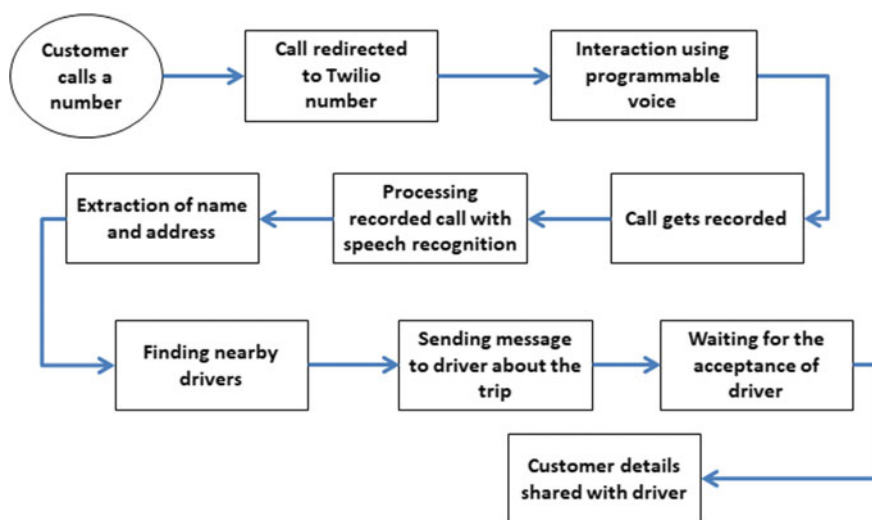 Customer
calls a
number
Call redirected
to Twilio
number
Interaction using
programmable
voice
Extraction of name
and address
Processing
recorded call with
speech recognition
Call gets recorded
Finding nearby
drivers
Sending message
to driver about the
trip
Waiting for the
acceptance of
driver
Customer details
shared with driver